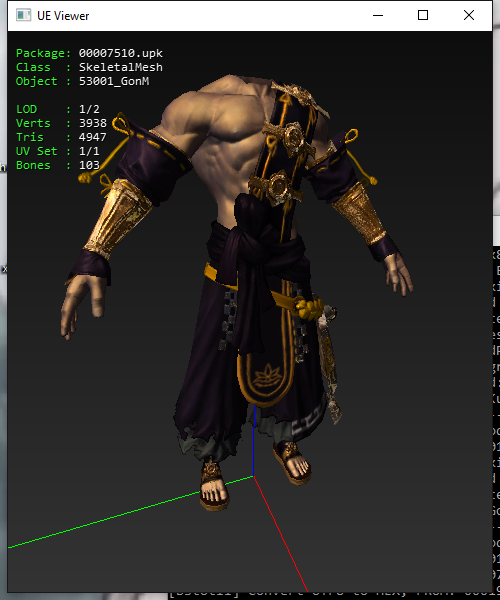 UE Viewer
Package: 00007510.upk
Class : SkeletalMesh
Object : 53001_GonM
LOD : 1/2
Verts : 3938
Tris : 4947
UV Set : 1/1
Bones : 103